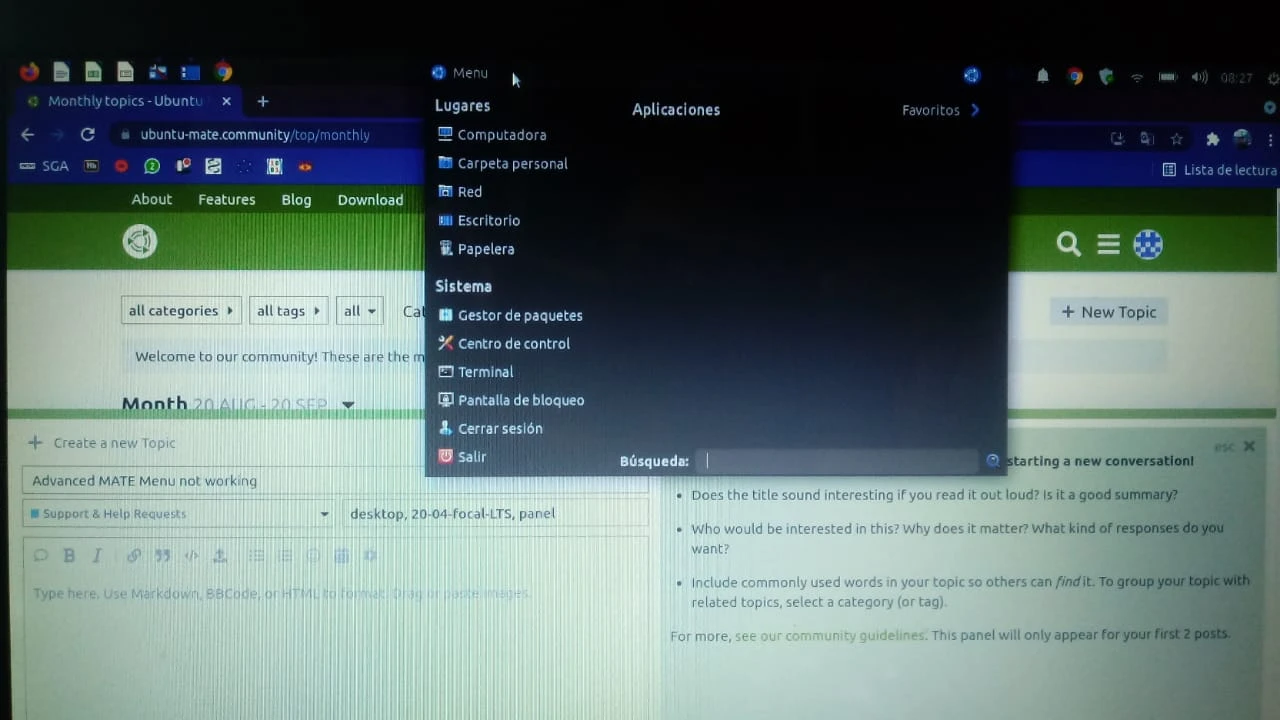 Menu
08:27
Monthly topics - Ubuntu
ubuntu-mate.community/top/monthly
SGA
Lista de lectura
About Features Blog Download
all categories all tags all
Cat
+ New Topic
Welcome to our community! These are the m
Month 20 AUG - 20 SEP
Lugares
Computadora
Carpeta personal
Red
Escritorio
Papelera
Sistema
Gestor de paquetes
Centro de control
Terminal
Pantalla de bloqueo
Cerrar sesión
Salir
Aplicaciones
Favoritos
Búsqueda:
+ Create a new Topic
Advanced MATE Menu not working
Support & Help Requests
desktop, 20-04-focal-LTS, panel
B I
Type here. Use Markdown, BBCode, or HTML to format. Drag or paste images.
esc
starting a new conversation!
Does the title sound interesting if you read it out loud? Is it a good summary?
Who would be interested in this? Why does it matter? What kind of responses do you
want?
Include commonly used words in your topic so others can find it. To group your topic with
related topics, select a category (or tag).
For more, see our community guidelines. This panel will only appear for your first 2 posts.